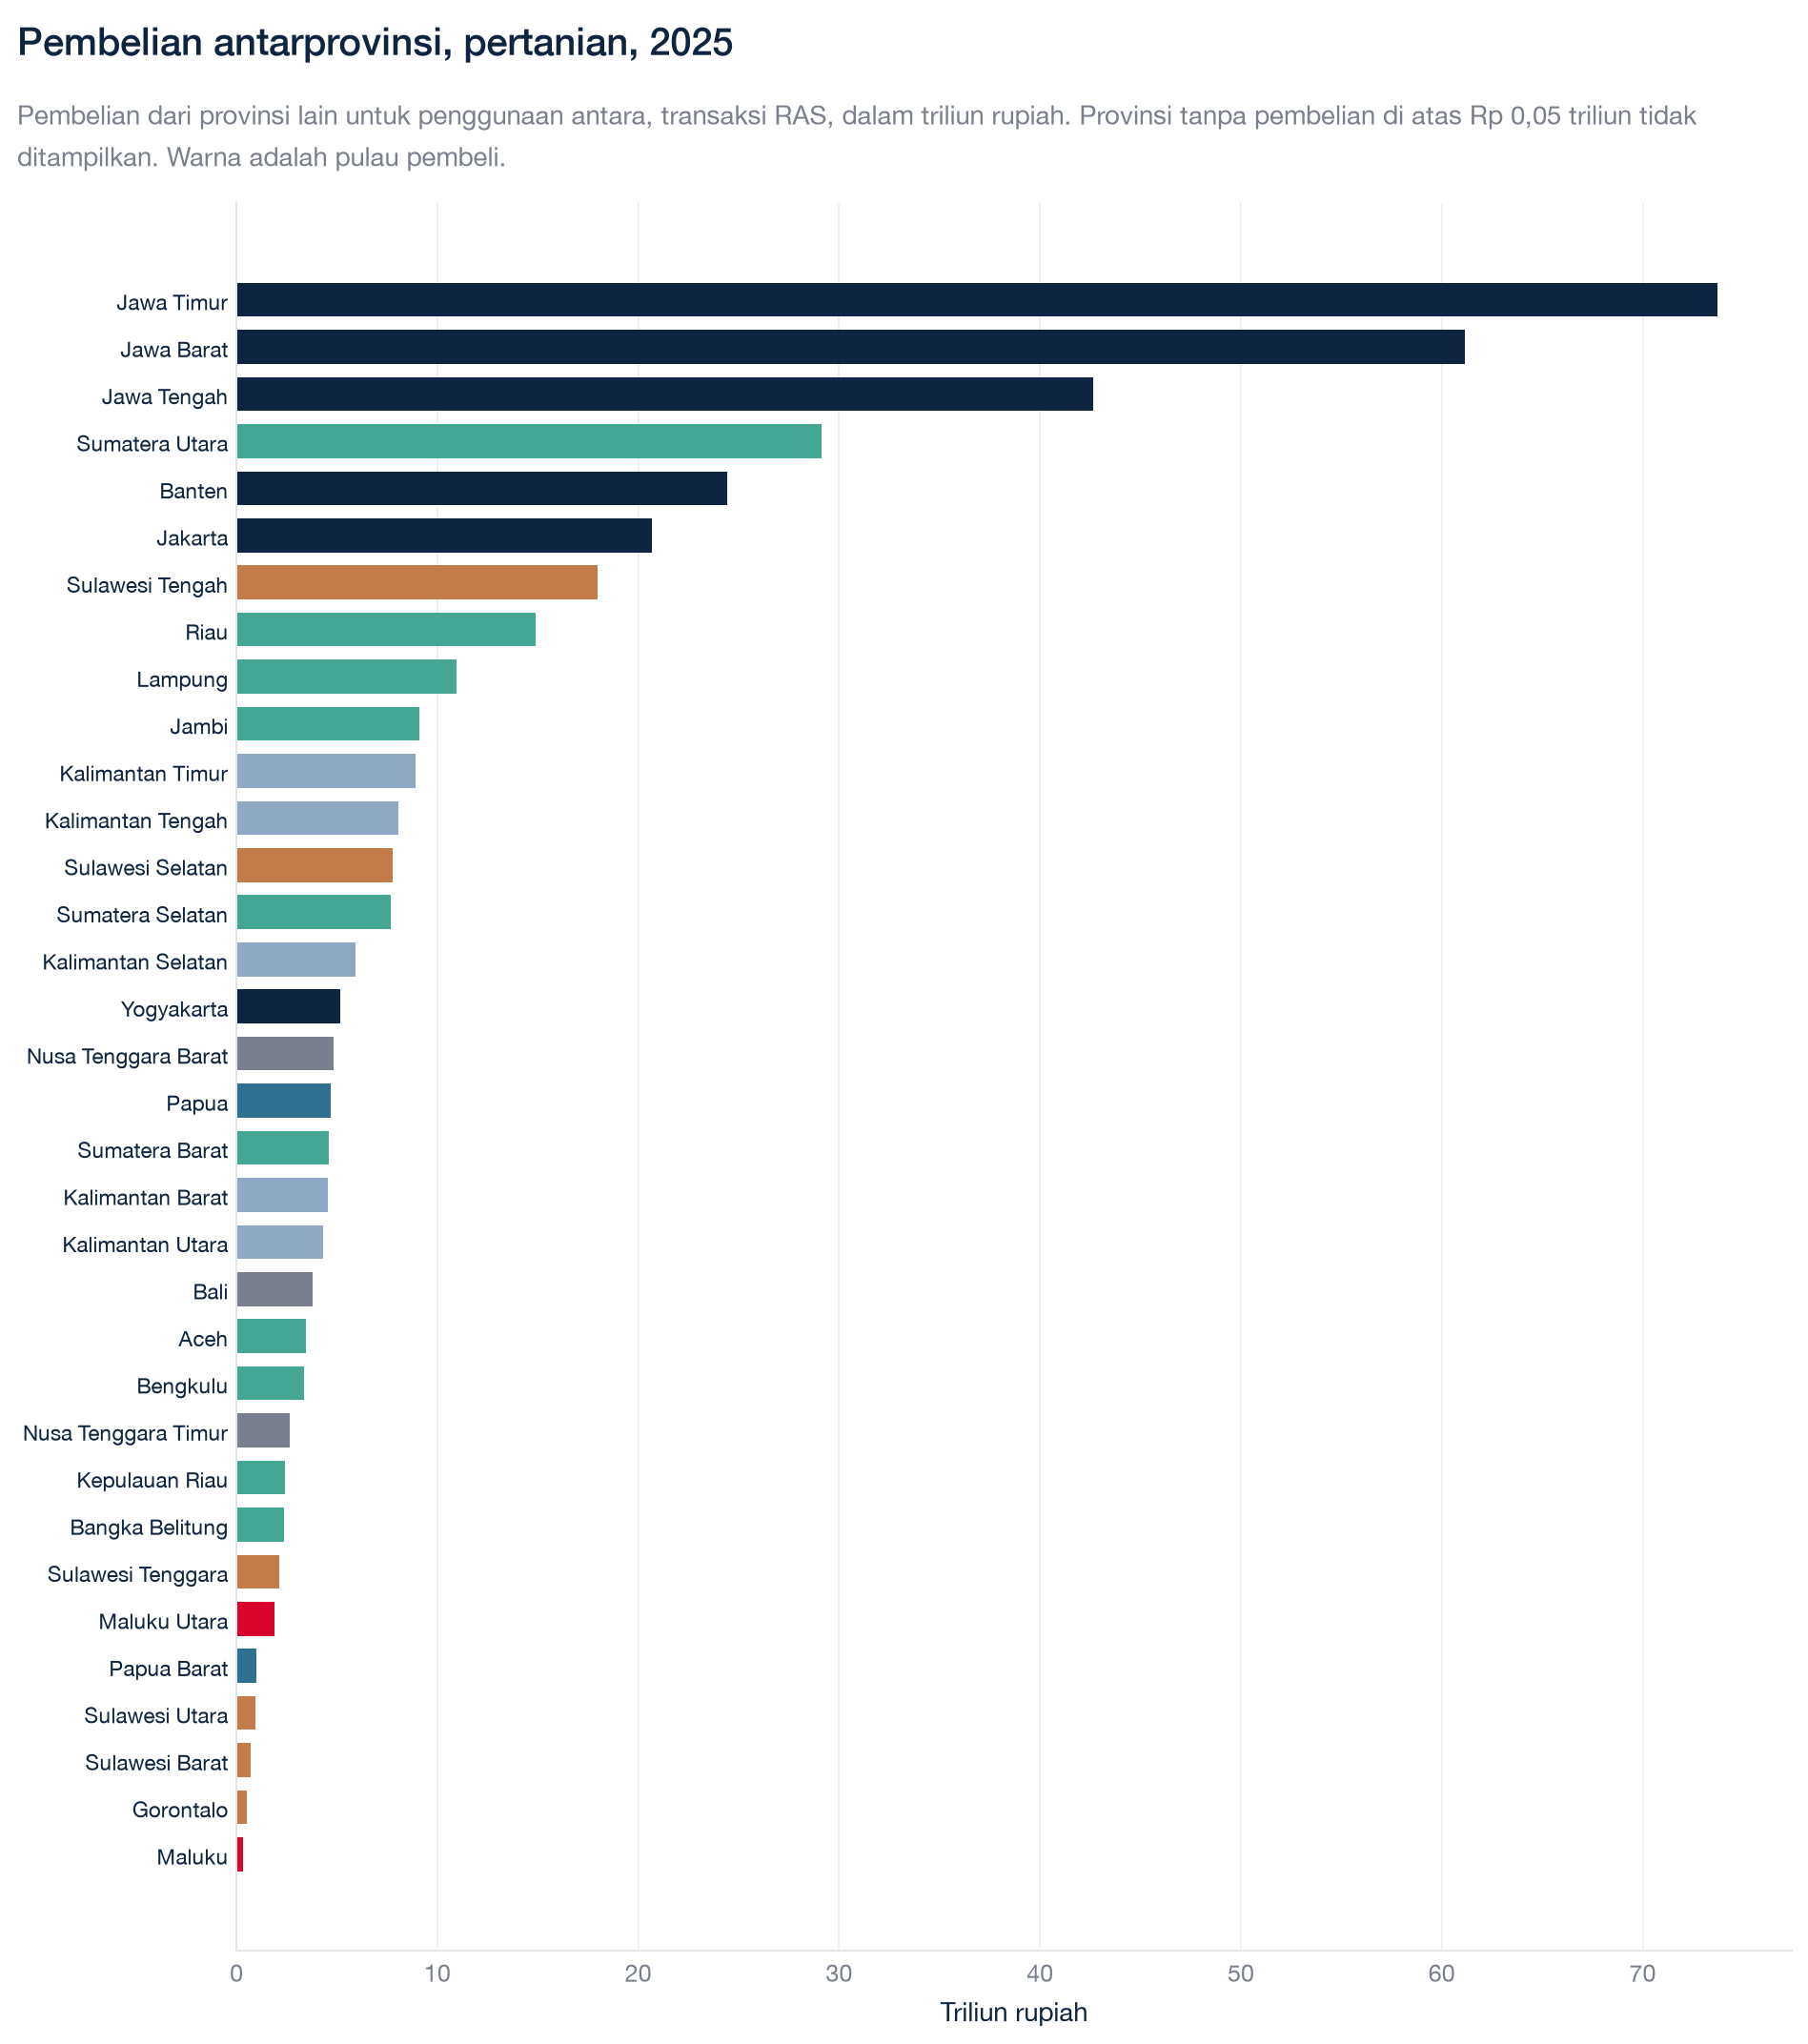 Pembelian antarprovinsi, pertanian, 2025
Pembelian dari provinsi lain untuk penggunaan antara, transaksi RAS, dalam triliun rupiah. Provinsi tanpa pembelian di atas Rp 0,05 triliun tidak
ditampilkan. Warna adalah pulau pembeli.
Jawa Timur
Jawa Barat
Jawa Tengah
Sumatera Utara
Banten
Jakarta
Sulawesi Tengah
Riau
Lampung
Jambi
Kalimantan Timur
Kalimantan Tengah
Sulawesi Selatan
Sumatera Selatan
Kalimantan Selatan
Yogyakarta
Nusa Tenggara Barat
Papua
Sumatera Barat
Kalimantan Barat
Kalimantan Utara
Bali
Aceh
Bengkulu
Nusa Tenggara Timur
Kepulauan Riau
Bangka Belitung
Sulawesi Tenggara
Maluku Utara
Papua Barat
Sulawesi Utara
Sulawesi Barat
Gorontalo
Maluku
0 10 20 30 40 50 60 70
Triliun rupiah